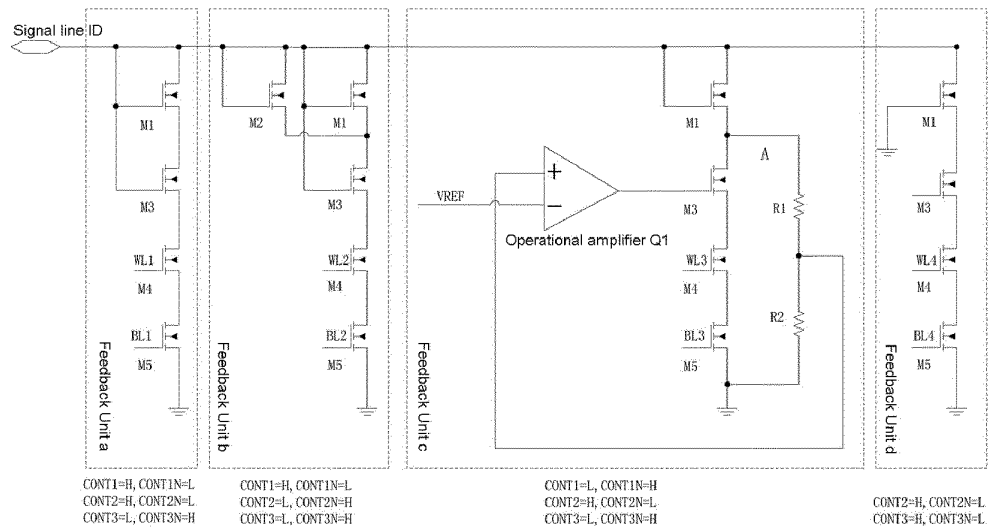 Signal line ID
M1
M3
WL1
M4
BL1
M5
Feedback Unit a
M2
M1
M3
WL2
M4
BL2
M5
Feedback Unit b
VREF
+
−
Operational amplifier Q1
M1
A
M3
R1
WL3
M4
R2
BL3
M5
Feedback Unit c
M1
M3
WL4
M4
BL4
M5
Feedback Unit d
CONT1=H, CONT1N=L
CONT2=H, CONT2N=L
CONT3=L, CONT3N=H
CONT1=H, CONT1N=L
CONT2=L, CONT2N=H
CONT3=L, CONT3N=H
CONT1=L, CONT1N=H
CONT2=H, CONT2N=L
CONT3=L, CONT3N=H
CONT2=H, CONT2N=L
CONT3=H, CONT3N=L